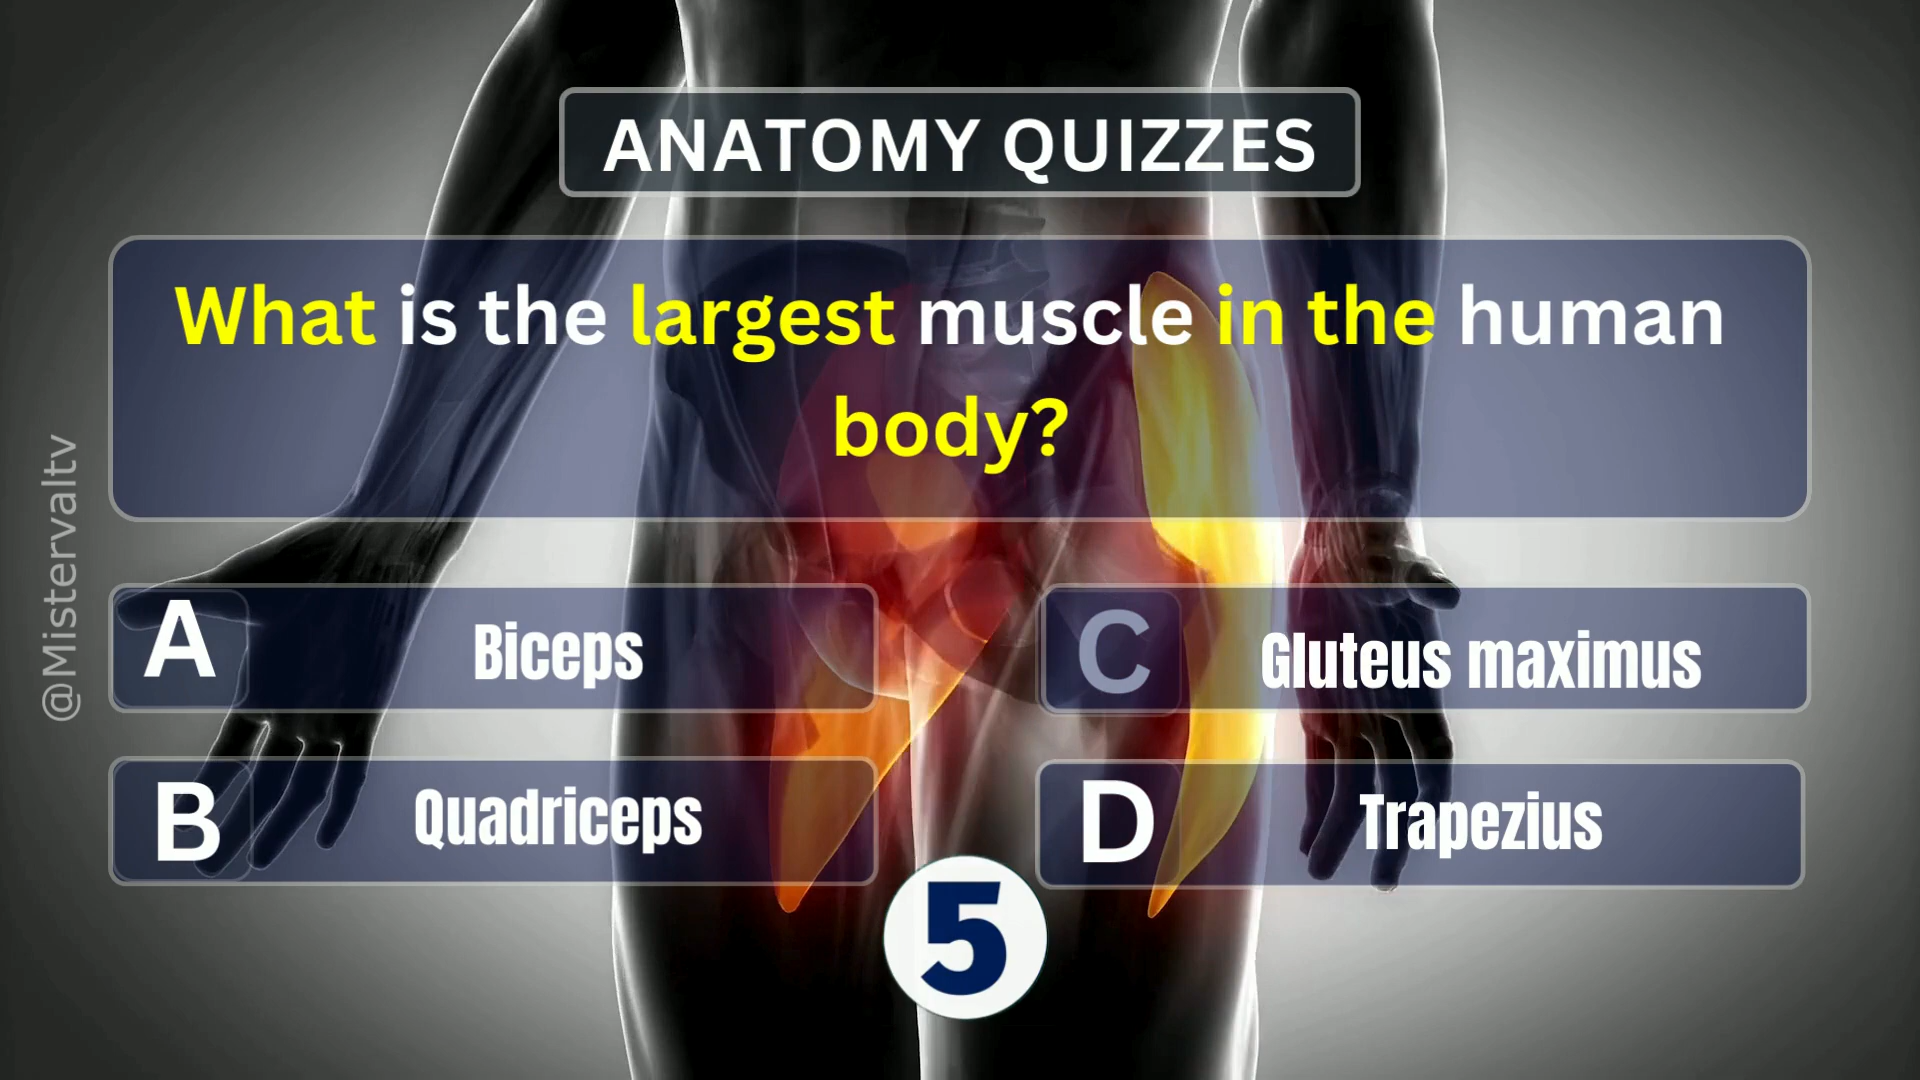 ANATOMY QUIZZES
What is the largest muscle in the human
body?
A
Biceps
C
Gluteus maximus
B
Quadriceps
D
Trapezius
5
@Mistervaltv